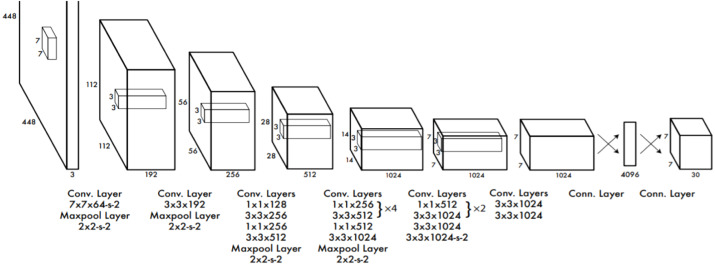 448
7
7
448
3
112
3
3
112
192
56
3
3
56
256
28
3
3
28
512
14
3
3
14
1024
7
3
3
7
1024
7
7
1024
4096
7
7
30
Conv. Layer
7x7x64-s-2
Maxpool Layer
2x2-s-2
Conv. Layer
3x3x192
Maxpool Layer
2x2-s-2
Conv. Layers
1x1x128
3x3x256
1x1x256
3x3x512
Maxpool Layer
2x2-s-2
Conv. Layers
1x1x256
3x3x512
}×4
1x1x512
3x3x1024
Maxpool Layer
2x2-s-2
Conv. Layers
1x1x512
3x3x1024
}×2
3x3x1024
3x3x1024-s-2
Conv. Layers
3x3x1024
3x3x1024
Conn. Layer
Conn. Layer